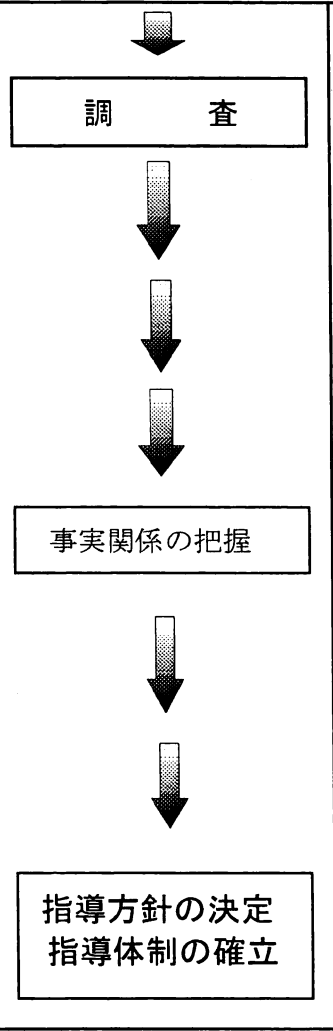 調査
事実関係の把握
指導方針の決定
指導体制の確立